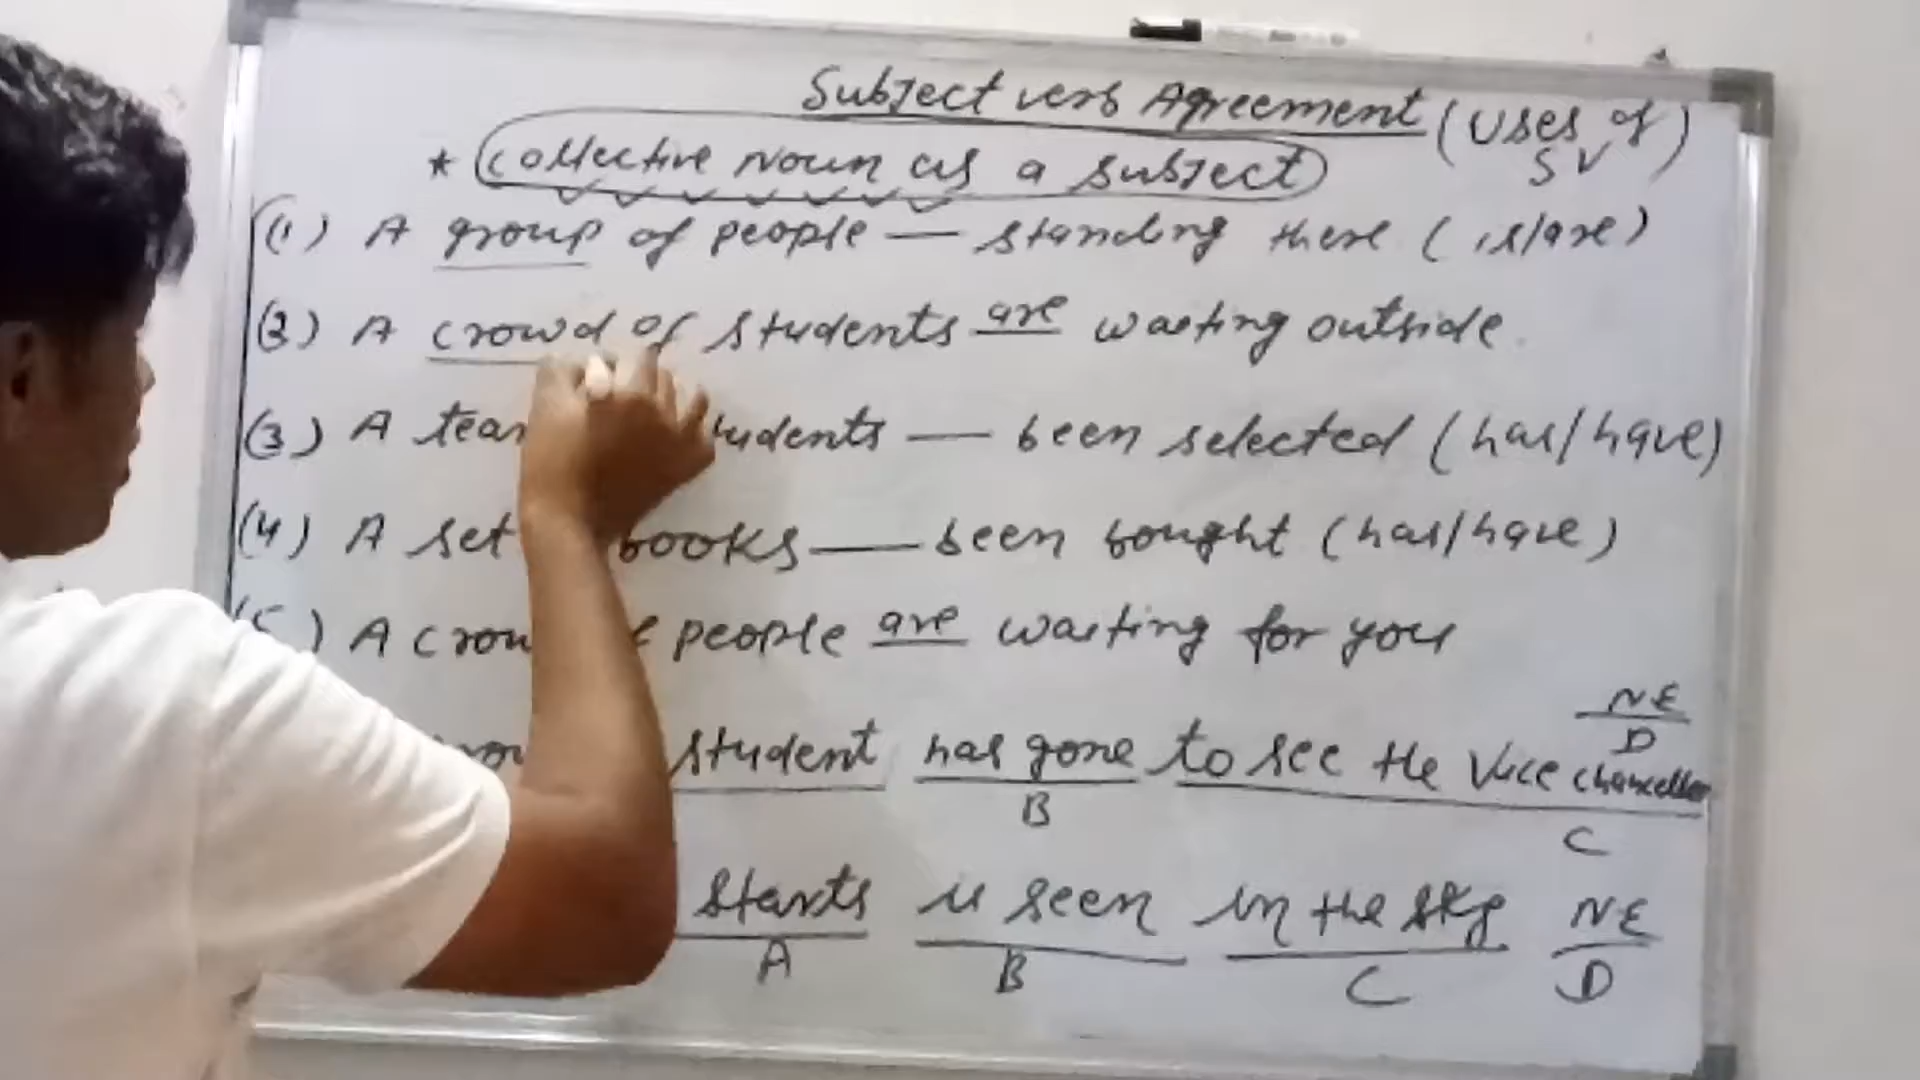 Subject verb Agreement (uses of SV)
* collective Noun as a subject
(1) A group of people — standing there (is/are)
(2) A crowd of students are waiting outside.
(3) A team students — been selected (has/have)
(4) A set books — been bought (has/have)
(5) A crow people are waiting for you
student has gone to see the Vice chancellor NE
B C D
starts is seen in the sky NE
A B C D